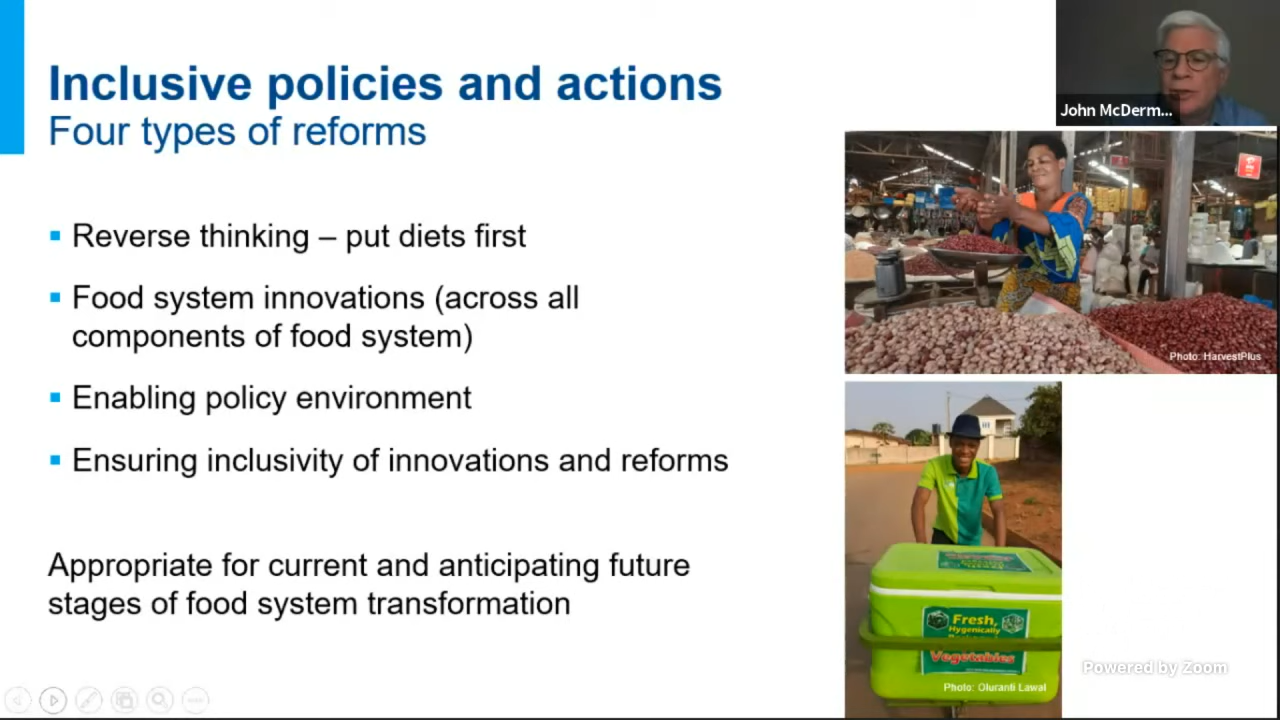 Inclusive policies and actions
Four types of reforms
Reverse thinking – put diets first
Food system innovations (across all
components of food system)
Enabling policy environment
Ensuring inclusivity of innovations and reforms
Appropriate for current and anticipating future
stages of food system transformation
John McDerm...
Photo: HarvestPlus
Fresh,
Hygenically
Vegetables
Photo: Oluranti Lawal
Powered by Zoom